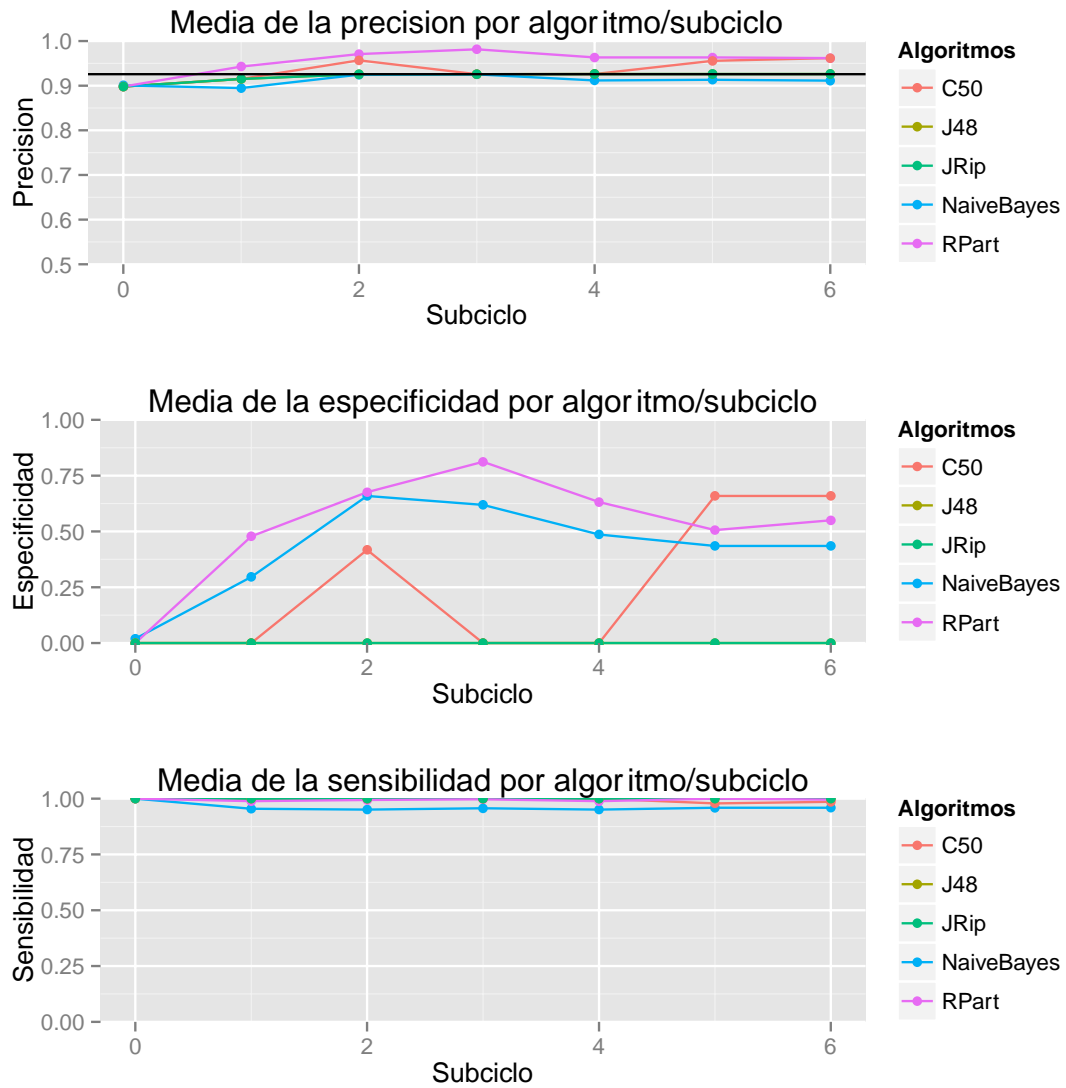 Media de la precision por algoritmo/subciclo
Precision
1.0
0.9
0.8
0.7
0.6
0.5
0
2
4
6
Subciclo
Algoritmos
C50
J48
JRip
NaiveBayes
RPart
Media de la especificidad por algoritmo/subciclo
Especificidad
1.00
0.75
0.50
0.25
0.00
0
2
4
6
Subciclo
Algoritmos
C50
J48
JRip
NaiveBayes
RPart
Media de la sensibilidad por algoritmo/subciclo
Sensibilidad
1.00
0.75
0.50
0.25
0.00
0
2
4
6
Subciclo
Algoritmos
C50
J48
JRip
NaiveBayes
RPart